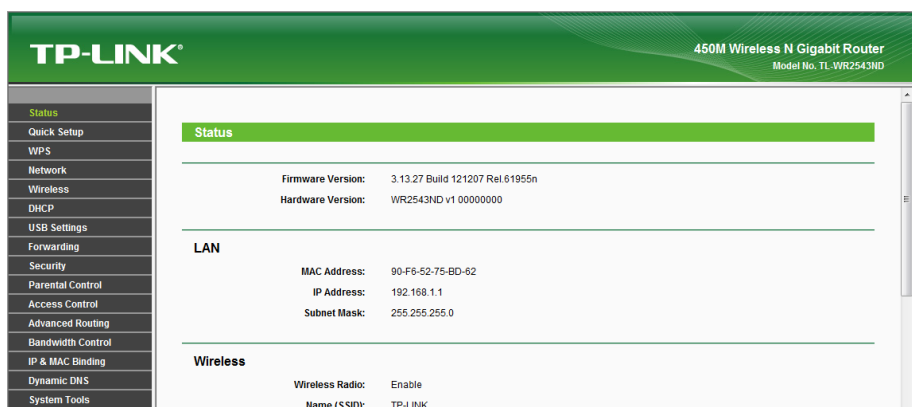 TP-LINK®
450M Wireless N Gigabit Router
Model No. TL-WR2543ND
Status
Quick Setup
WPS
Network
Wireless
DHCP
USB Settings
Forwarding
Security
Parental Control
Access Control
Advanced Routing
Bandwidth Control
IP & MAC Binding
Dynamic DNS
System Tools
Status
Firmware Version: 3.13.27 Build 121207 Rel.61955n
Hardware Version: WR2543ND v1 00000000
LAN
MAC Address: 90-F6-52-75-BD-62
IP Address: 192.168.1.1
Subnet Mask: 255.255.255.0
Wireless
Wireless Radio: Enable
Name (SSID): TP-LINK